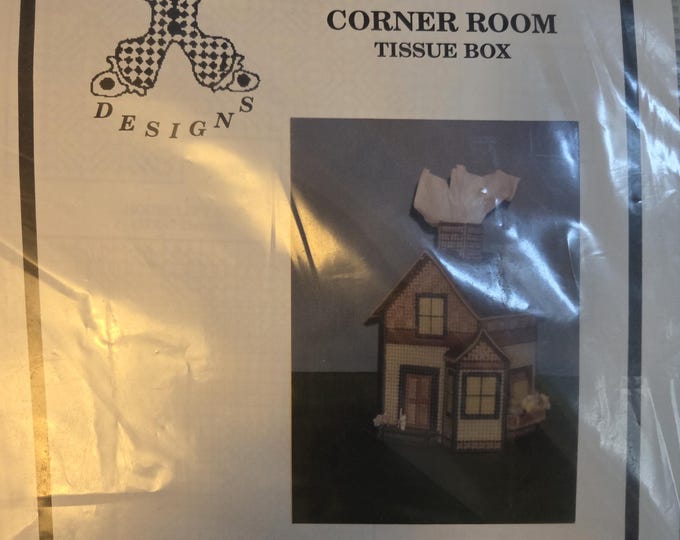 CORNER ROOM
TISSUE BOX
DESIGNS